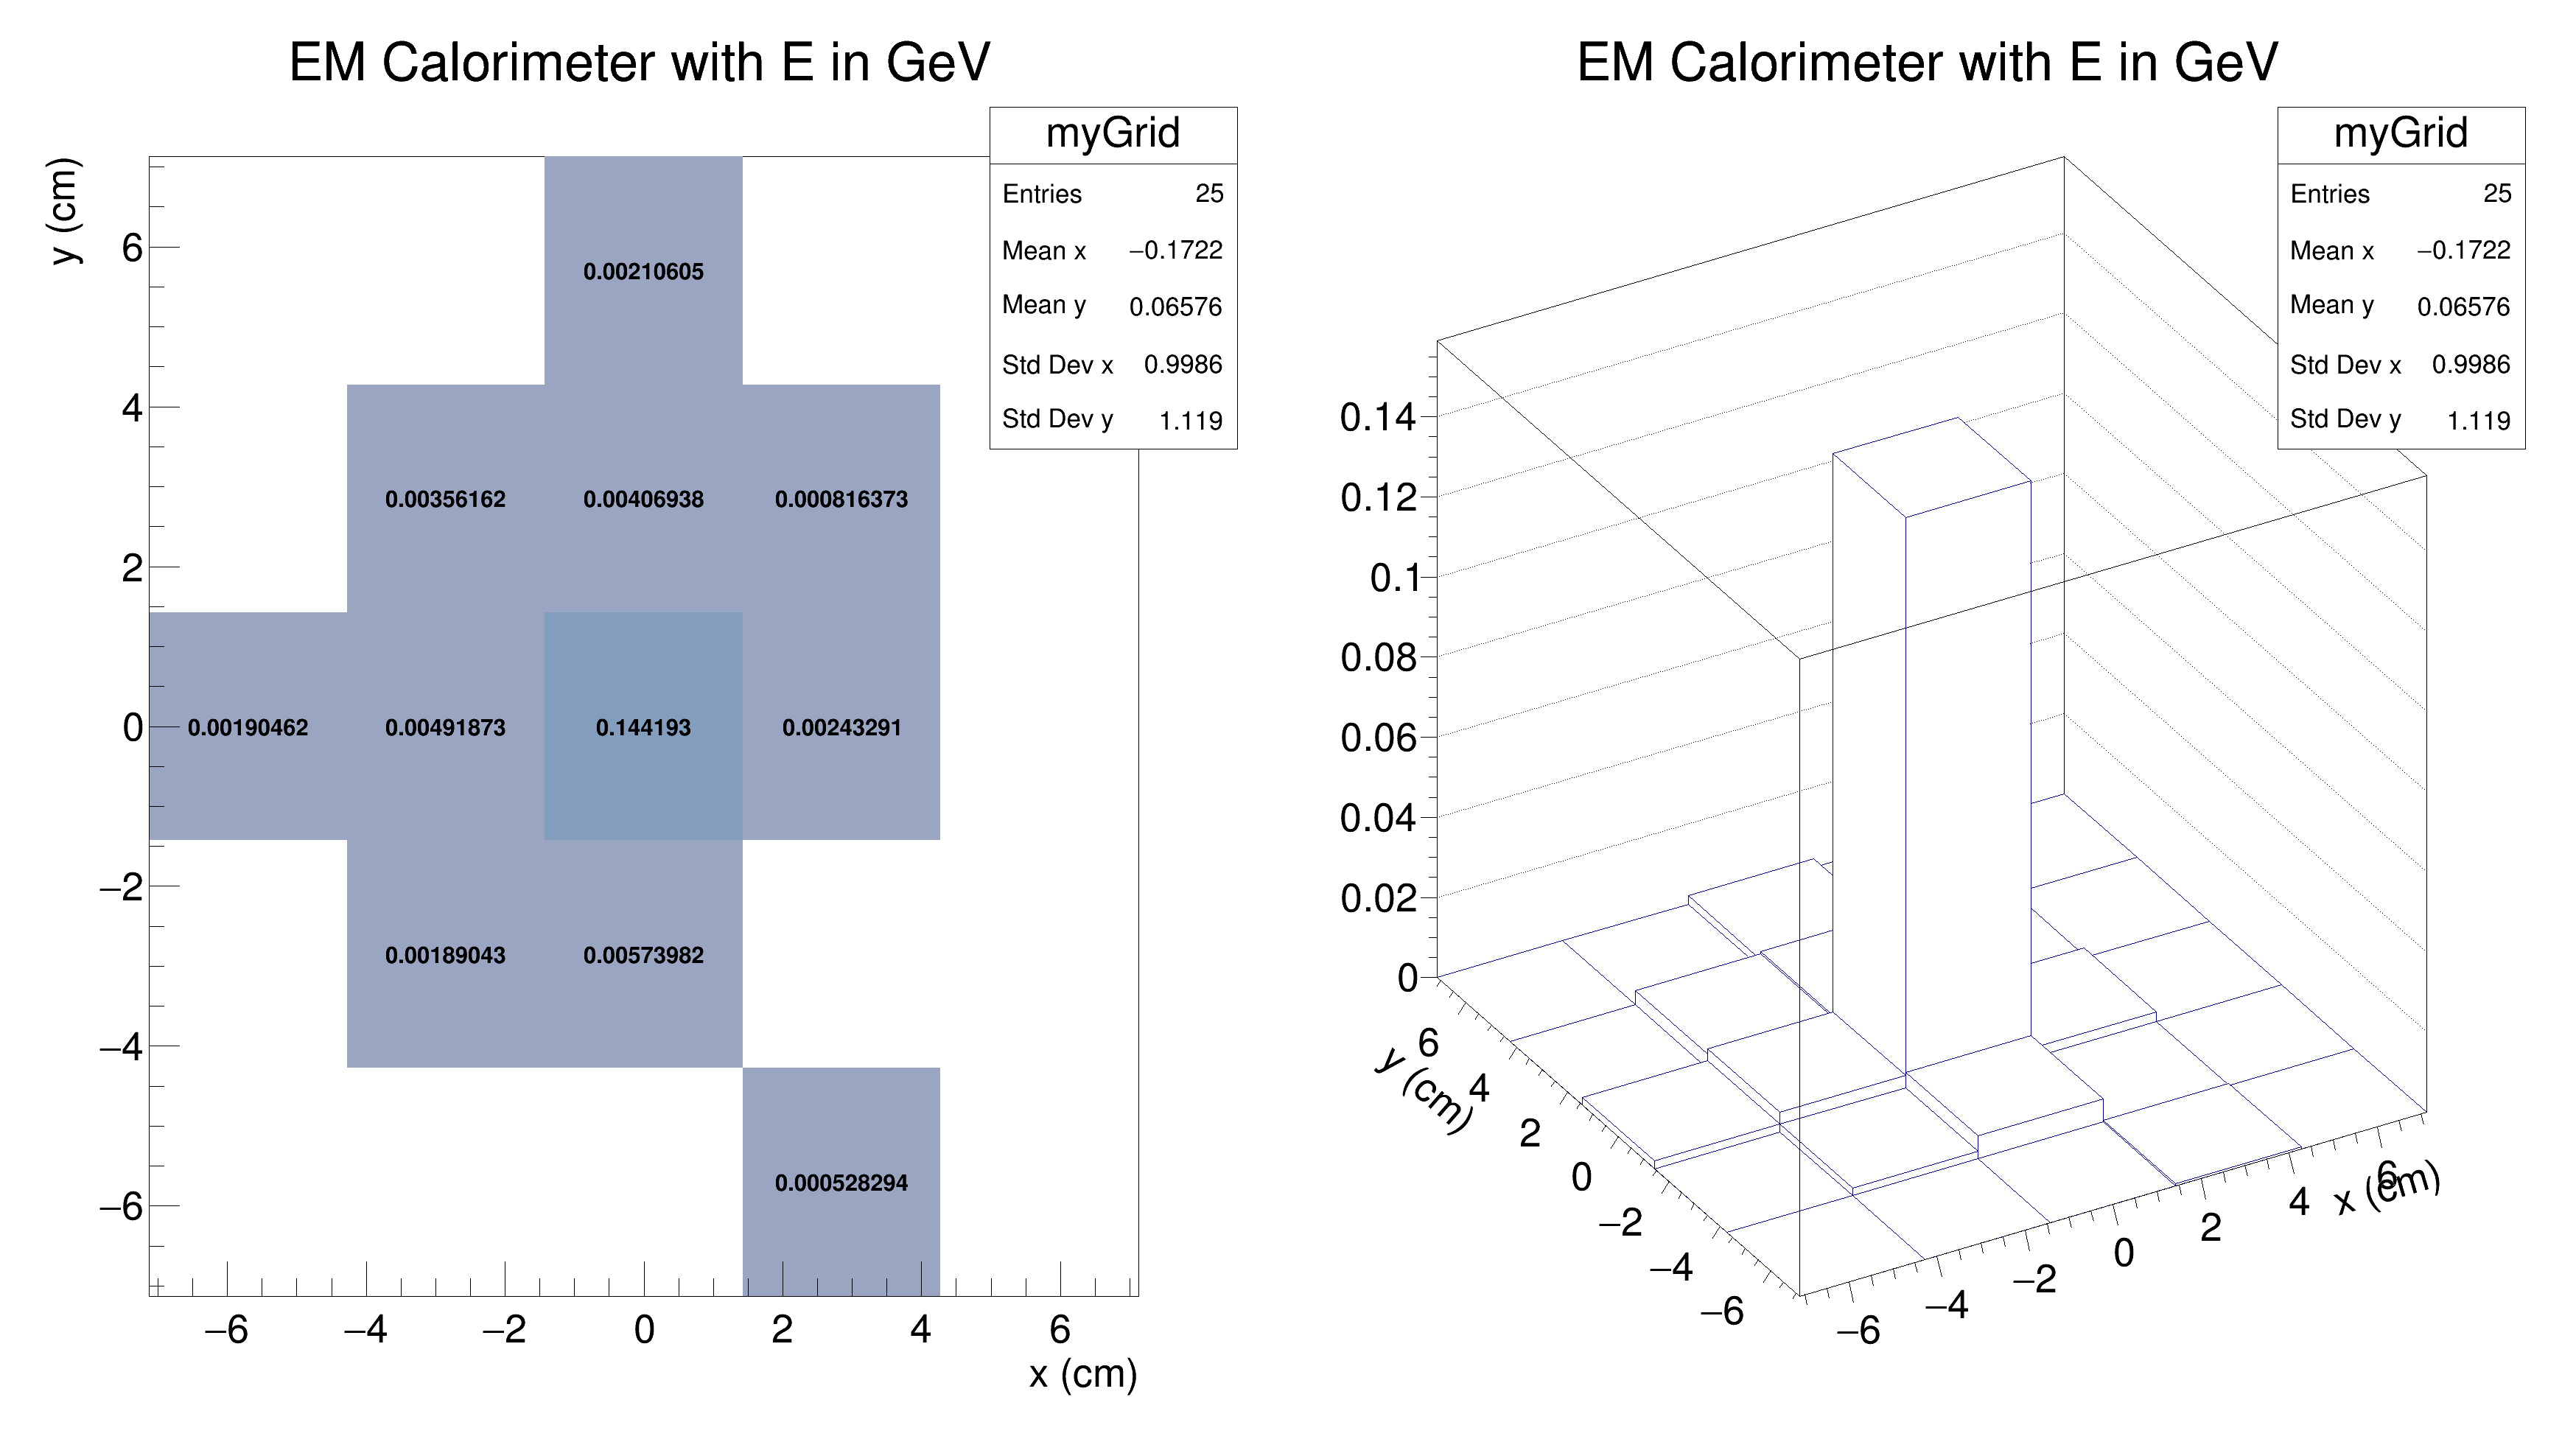 EM Calorimeter with E in GeV
myGrid
Entries 25
Mean x −0.1722
Mean y 0.06576
Std Dev x 0.9986
Std Dev y 1.119
y (cm)
6
4
2
0
−2
−4
−6
0.00210605
0.00356162 0.00406938 0.000816373
0.00190462 0.00491873 0.144193 0.00243291
0.00189043 0.00573982
0.000528294
−6 −4 −2 0 2 4 6
x (cm)
EM Calorimeter with E in GeV
myGrid
Entries 25
Mean x −0.1722
Mean y 0.06576
Std Dev x 0.9986
Std Dev y 1.119
0.14
0.12
0.1
0.08
0.06
0.04
0.02
0
6
4
2
0
−2
−4
−6
y (cm)
−6
−4
−2
0
2
4
6
x (cm)